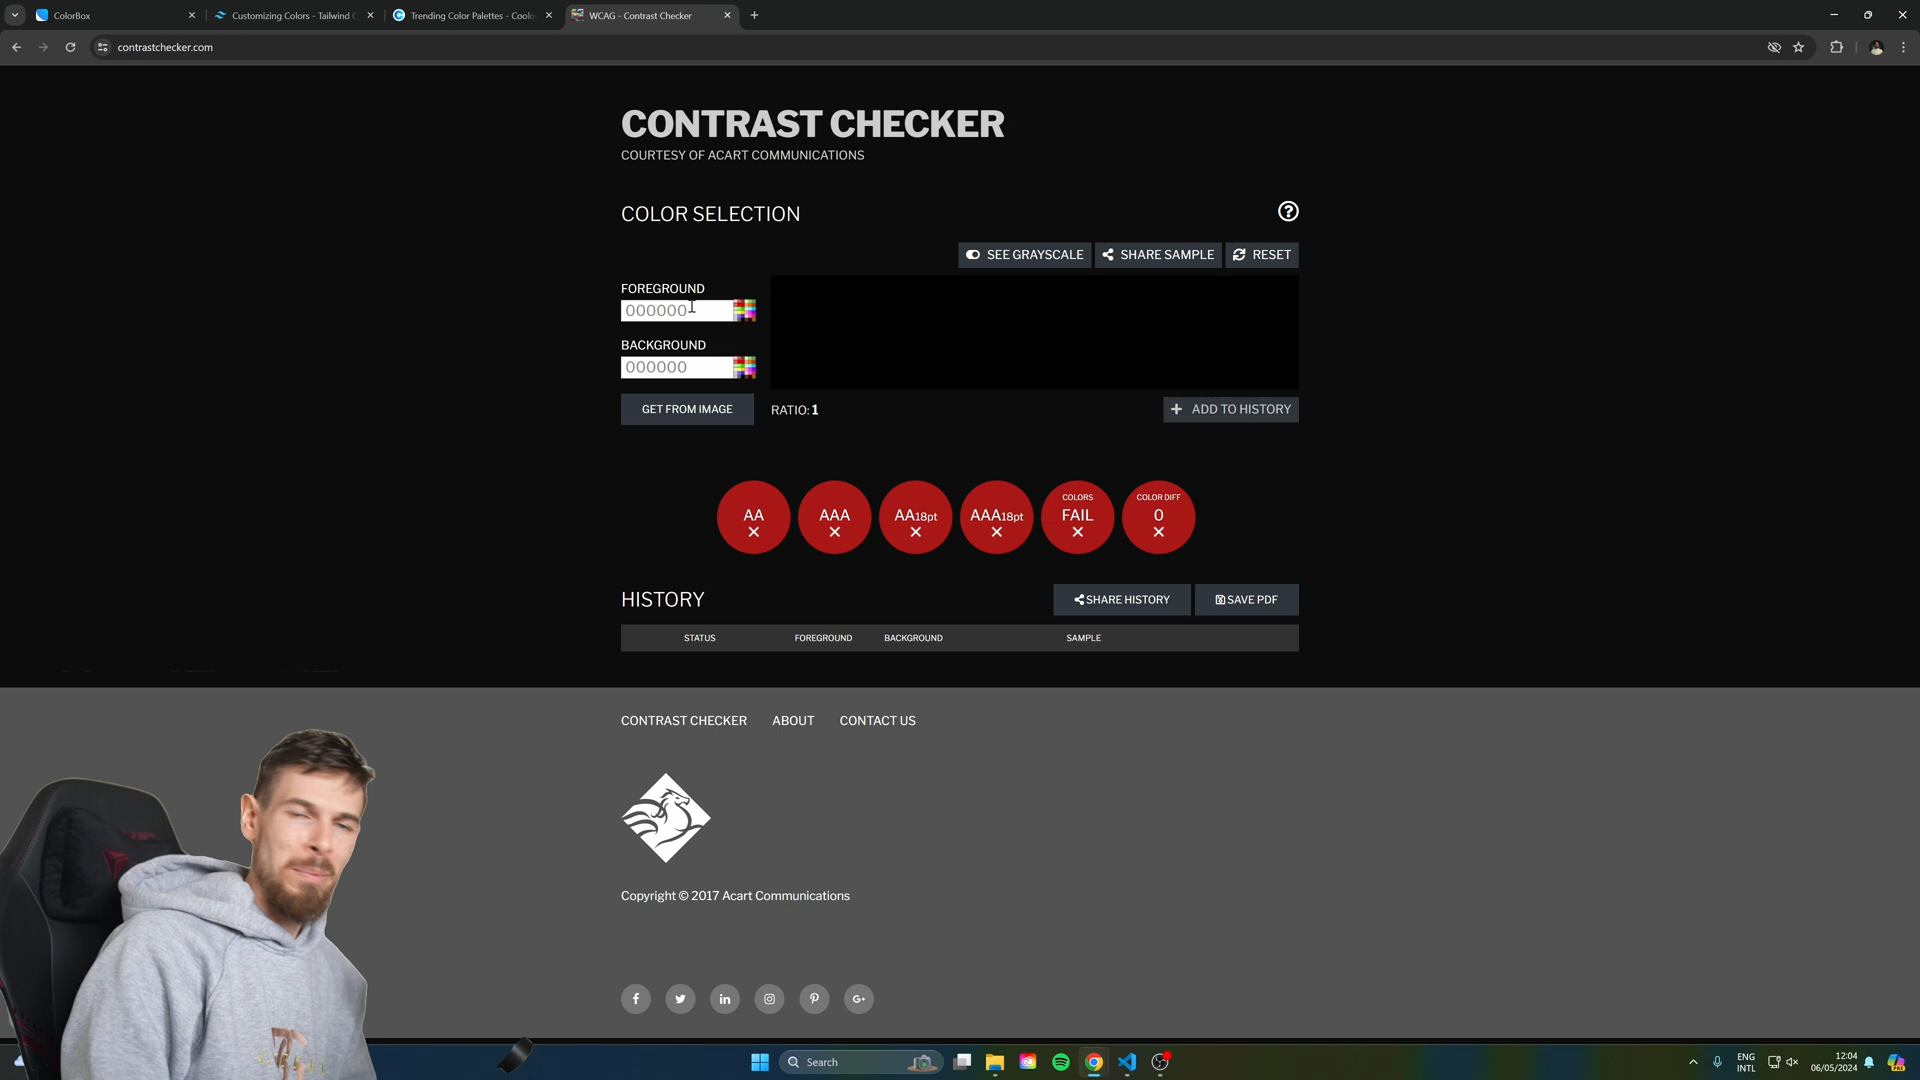 ColorBox
Customizing Colors - Tailwind C
Trending Color Palettes - Coolo
WCAG - Contrast Checker
contrastchecker.com
CONTRAST CHECKER
COURTESY OF ACART COMMUNICATIONS
COLOR SELECTION
SEE GRAYSCALE
SHARE SAMPLE
RESET
FOREGROUND
000000
BACKGROUND
000000
GET FROM IMAGE
RATIO: 1
ADD TO HISTORY
AA
AAA
AA18pt
AAA18pt
COLORS
FAIL
COLOR DIFF
0
HISTORY
SHARE HISTORY
SAVE PDF
STATUS
FOREGROUND
BACKGROUND
SAMPLE
CONTRAST CHECKER
ABOUT
CONTACT US
Copyright © 2017 Acart Communications
Search
ENG
INTL
12:04
06/05/2024